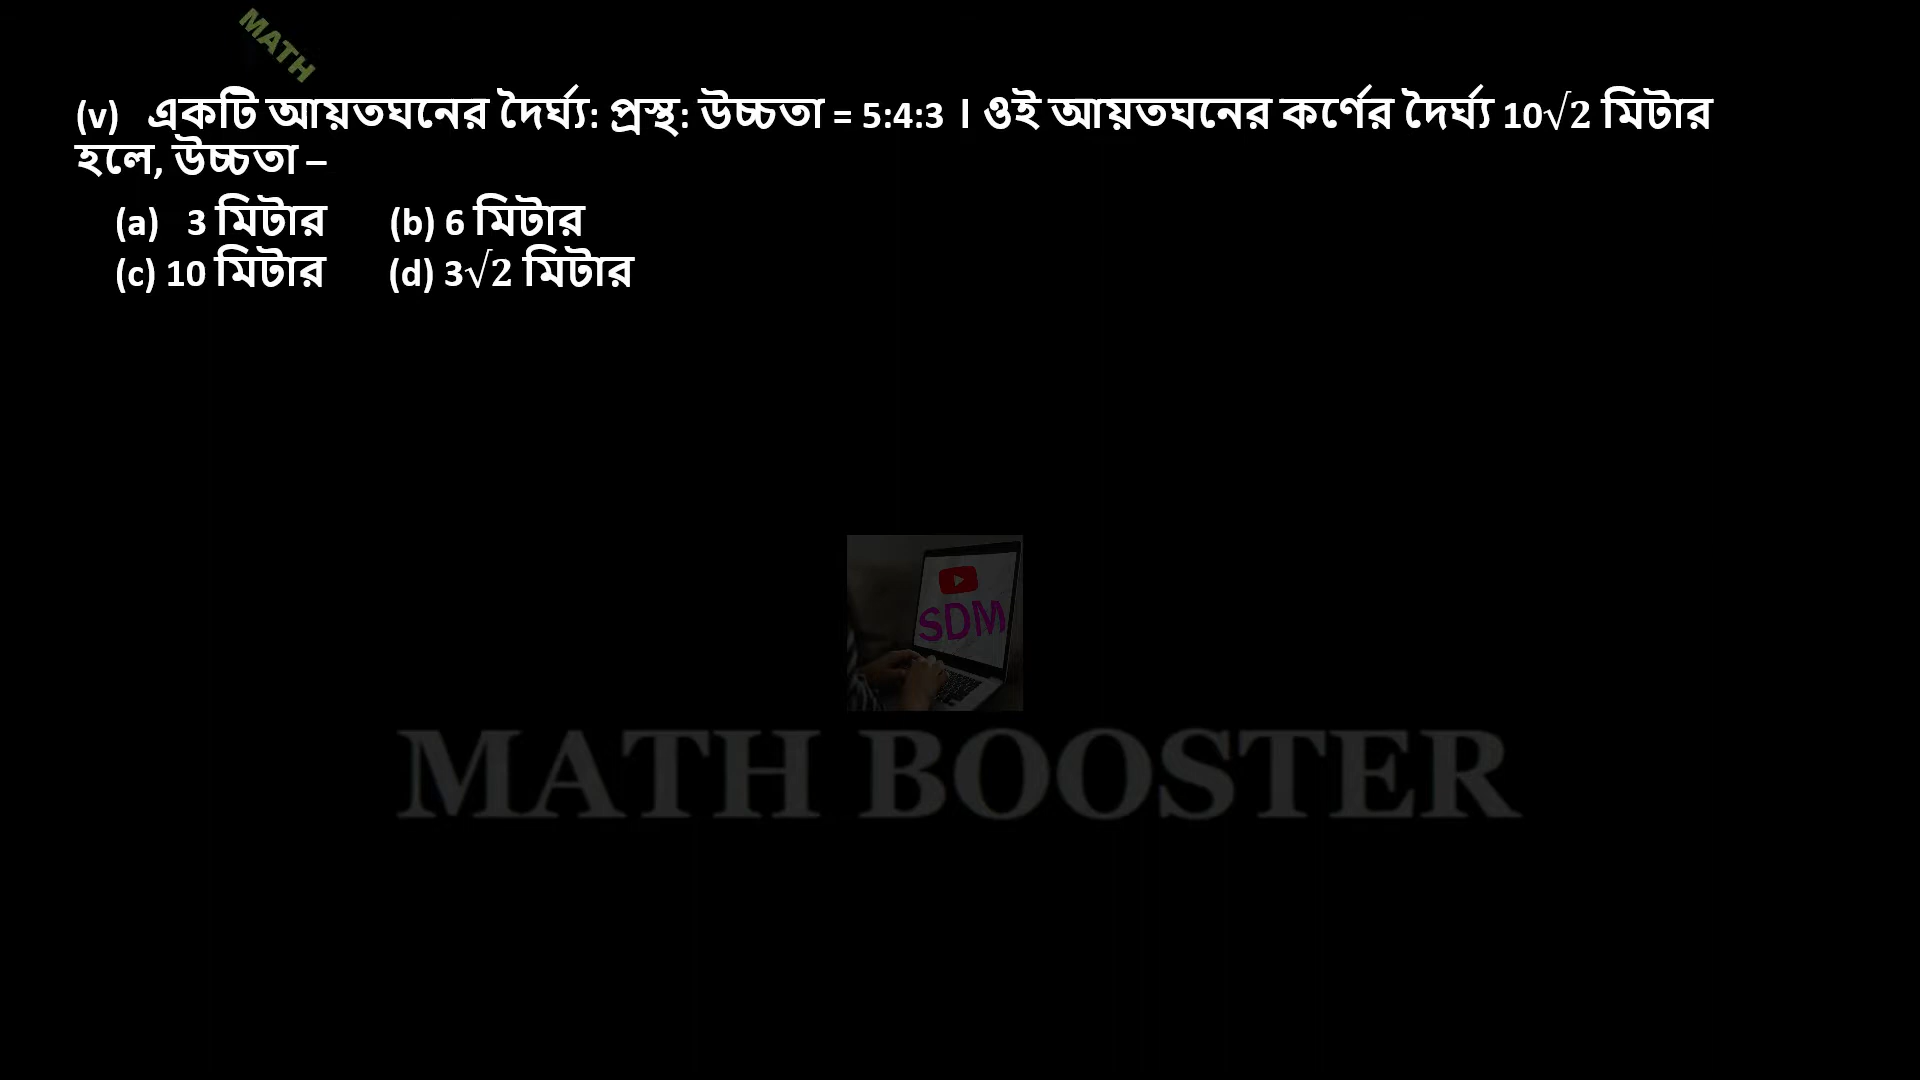 MATH
(v) একটি আয়তঘনের দৈর্ঘ্য: প্রস্থ: উচ্চতা = 5:4:3 । ওই আয়তঘনের কর্ণের দৈর্ঘ্য 10√2 মিটার
হলে, উচ্চতা –
(a) 3 মিটার (b) 6 মিটার
(c) 10 মিটার (d) 3√2 মিটার
SDM
MATH BOOSTER